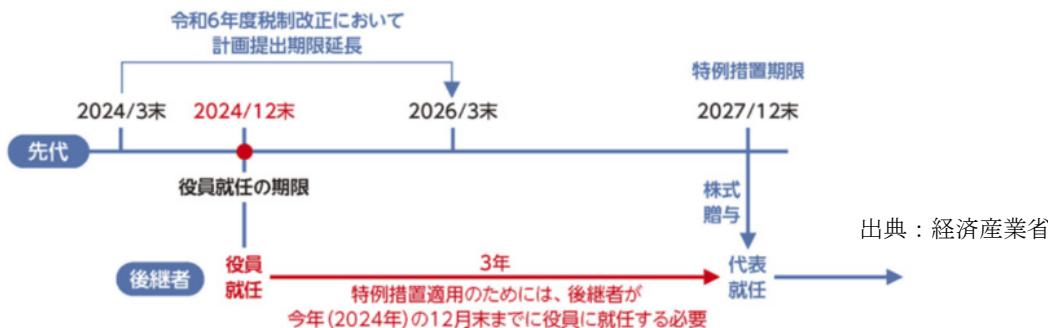 令和6年度税制改正において
計画提出期限延長
特例措置期限
2024/3末 2024/12末 2026/3末 2027/12末
先代
役員就任の期限
株式
贈与
出典：経済産業省
後継者
役員
就任
3年
代表
就任
特例措置適用のためには、後継者が
今年(2024年)の12月末までに役員に就任する必要